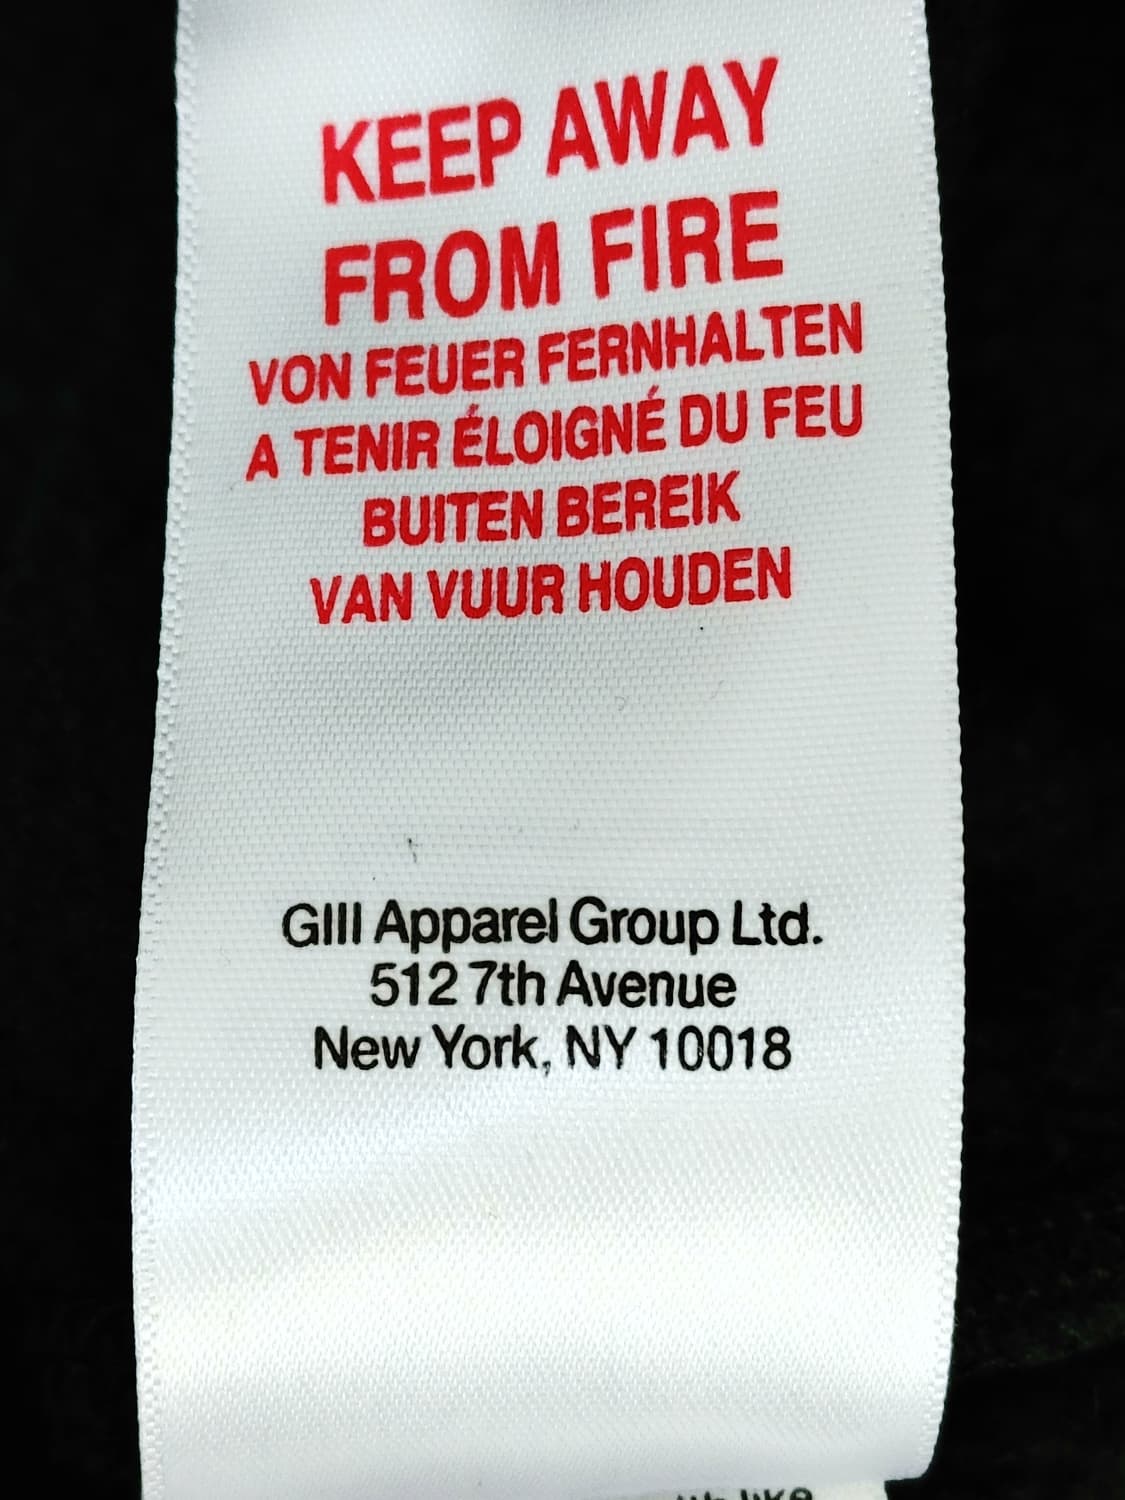 KEEP AWAY
FROM FIRE
VON FEUER FERNHALTEN
A TENIR ÉLOIGNÉ DU FEU
BUITEN BEREIK
VAN VUUR HOUDEN
GIII Apparel Group Ltd.
512 7th Avenue
New York, NY 10018
like